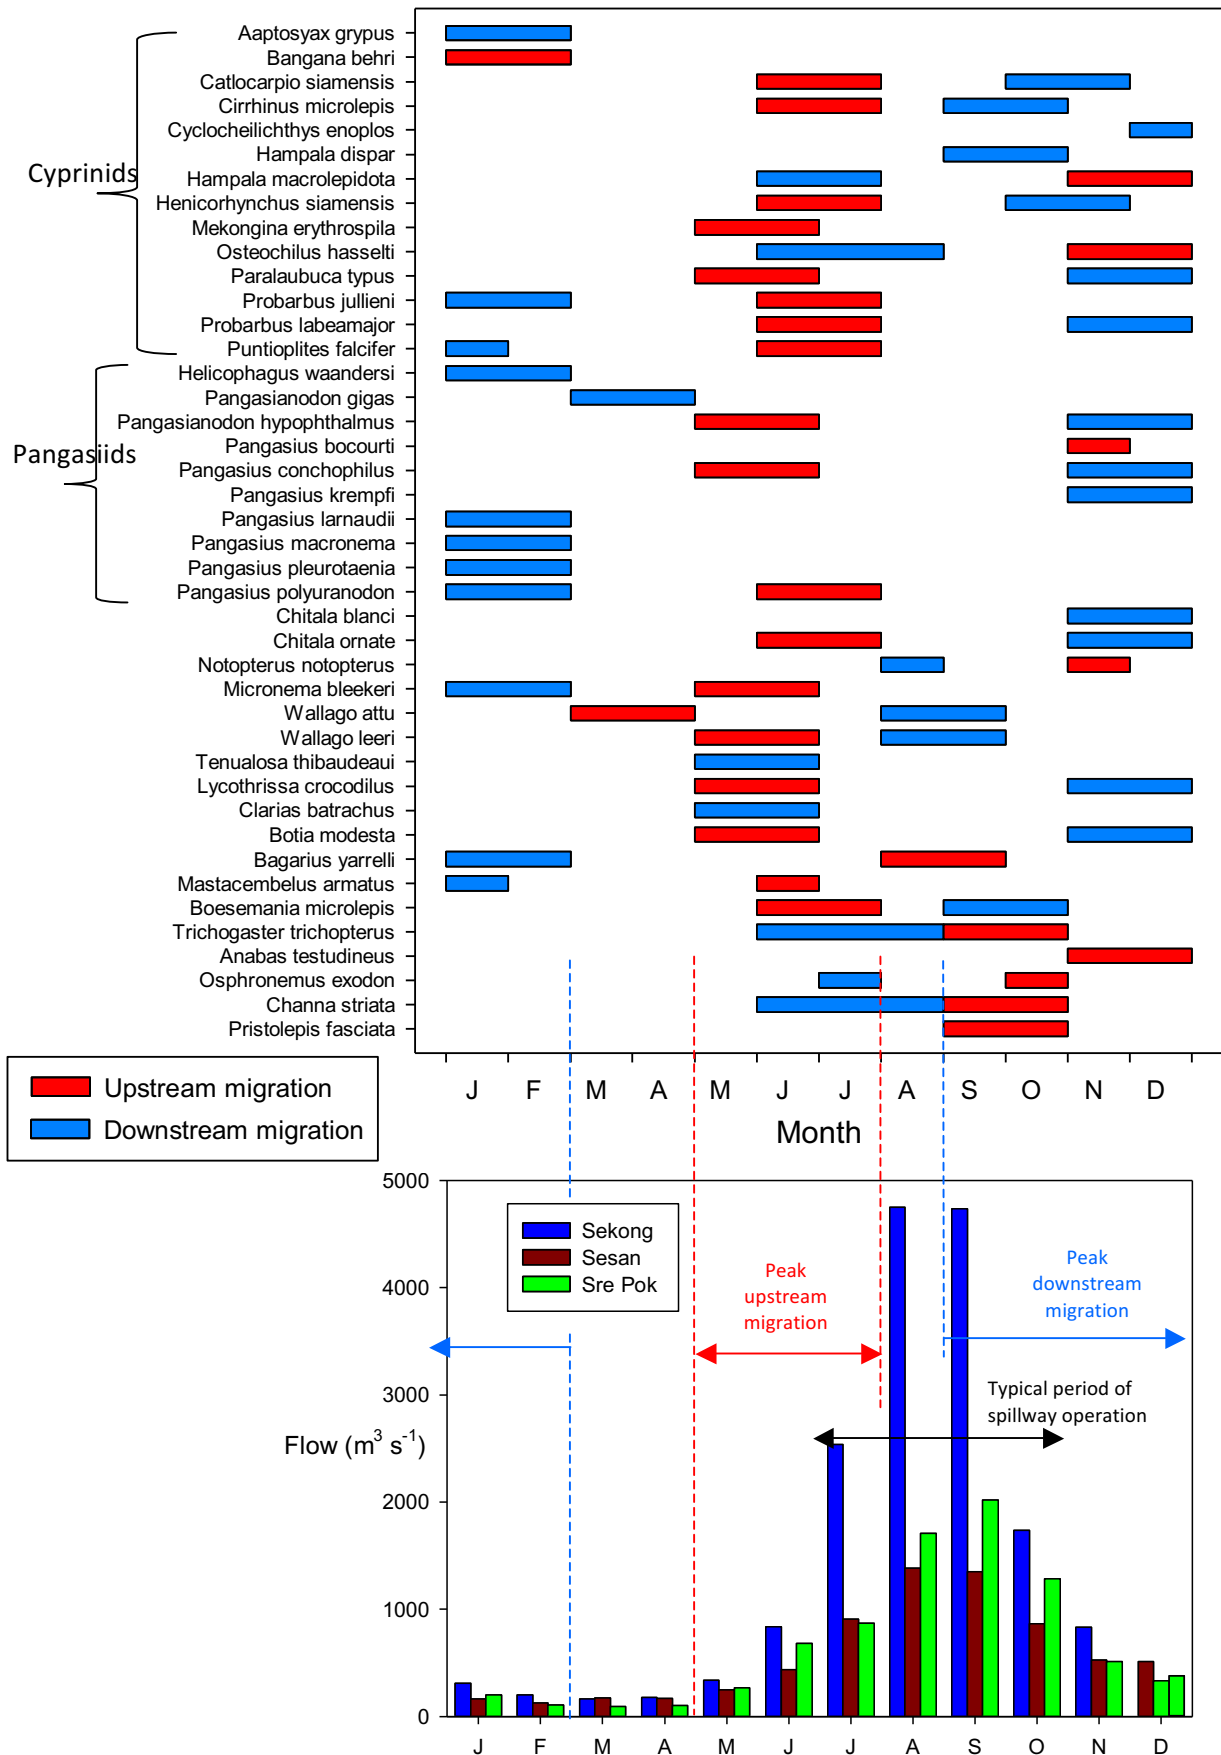 Aaptosyax grypus
Bangana behri
Catlocarpio siamensis
Cirrhinus microlepis
Cyclocheilichthys enoplos
Hampala dispar
Cyprinids
Hampala macrolepidota
Henicorhynchus siamensis
Mekongina erythrospila
Osteochilus hasselti
Paralaubuca typus
Probarbus jullieni
Probarbus labeamajor
Puntioplites falcifer
Helicophagus waandersi
Pangasianodon gigas
Pangasianodon hypophthalmus
Pangasius bocourti
Pangasiids
Pangasius conchophilus
Pangasius krempfi
Pangasius larnaudii
Pangasius macronema
Pangasius pleurotaenia
Pangasius polyuranodon
Chitala blanci
Chitala ornate
Notopterus notopterus
Micronema bleekeri
Wallago attu
Wallago leeri
Tenualosa thibaudeaui
Lycothrissa crocodilus
Clarias batrachus
Botia modesta
Bagarius yarrelli
Mastacembelus armatus
Boesemania microlepis
Trichogaster trichopterus
Anabas testudineus
Osphronemus exodon
Channa striata
Pristolepis fasciata
J F M A M J J A S O N D
Month
Upstream migration
Downstream migration
5000
4000
3000
2000
1000
0
Flow (m³ s⁻¹)
Sekong
Sesan
Sre Pok
Peak
upstream
migration
Peak
downstream
migration
Typical period of
spillway operation
J F M A M J J A S O N D